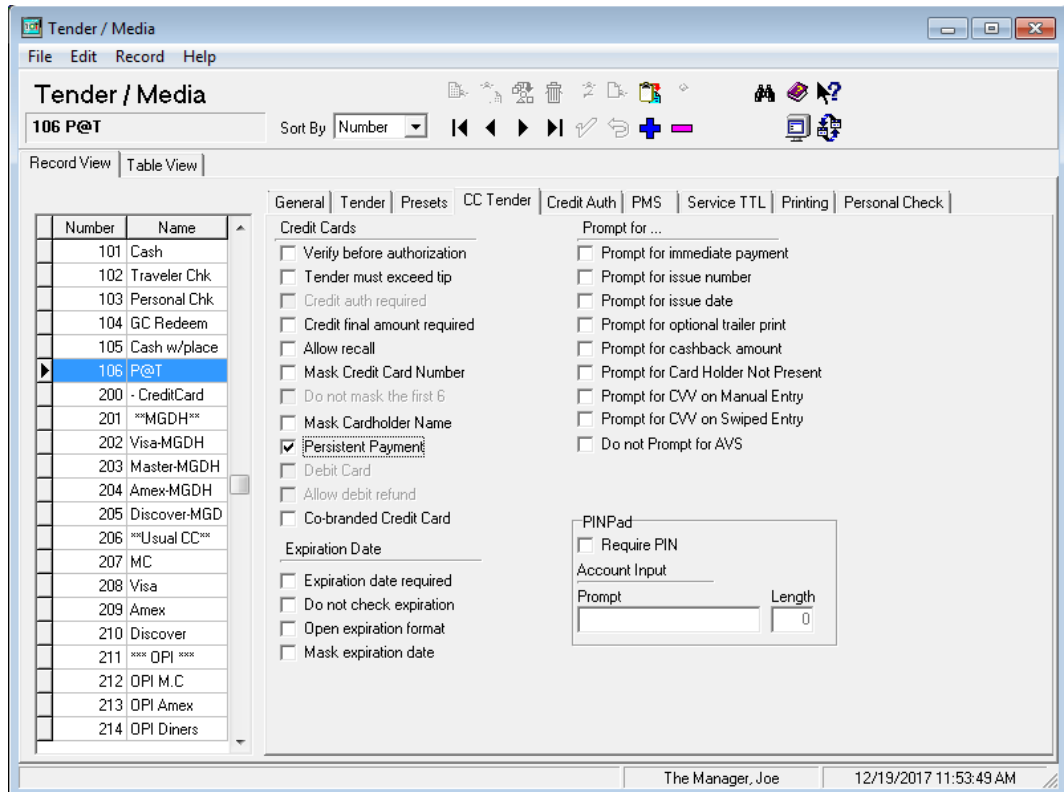 Tender / Media
File Edit Record Help
Tender / Media
106 P@T
Sort By Number
Record View Table View
General Tender Presets CC Tender Credit Auth PMS Service TTL Printing Personal Check
Number Name
101 Cash
102 Traveler Chk
103 Personal Chk
104 GC Redeem
105 Cash w/place
106 P@T
200 - CreditCard
201 **MGDH**
202 Visa-MGDH
203 Master-MGDH
204 Amex-MGDH
205 Discover-MGD
206 **Usual CC**
207 MC
208 Visa
209 Amex
210 Discover
211 *** OPI ***
212 OPI M.C
213 OPI Amex
214 OPI Diners
Credit Cards
Verify before authorization
Tender must exceed tip
Credit auth required
Credit final amount required
Allow recall
Mask Credit Card Number
Do not mask the first 6
Mask Cardholder Name
Persistent Payment
Debit Card
Allow debit refund
Co-branded Credit Card
Expiration Date
Expiration date required
Do not check expiration
Open expiration format
Mask expiration date
Prompt for ...
Prompt for immediate payment
Prompt for issue number
Prompt for issue date
Prompt for optional trailer print
Prompt for cashback amount
Prompt for Card Holder Not Present
Prompt for CVV on Manual Entry
Prompt for CVV on Swiped Entry
Do not Prompt for AVS
PINPad
Require PIN
Account Input
Prompt Length
0
The Manager, Joe 12/19/2017 11:53:49 AM